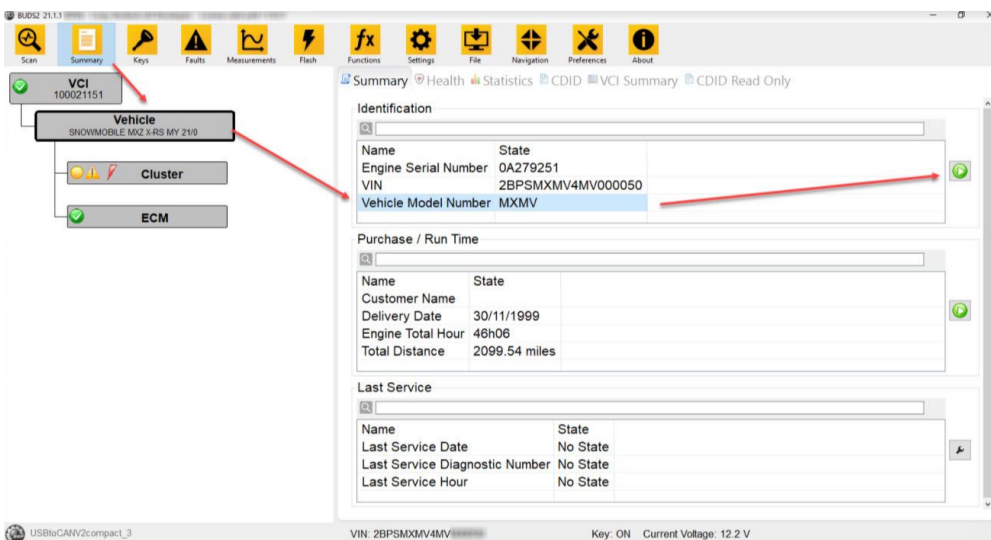 BUDS2 21.1.1
Scan Summary Keys Faults Measurements Flash Functions Settings File Navigation Preferences About
VCI
100021151
Vehicle
SNOWMOBILE MXZ X-RS MY 21/0
Cluster
ECM
Summary Health Statistics CDID VCI Summary CDID Read Only
Identification
Name State
Engine Serial Number 0A279251
VIN 2BPSMXMV4MV000050
Vehicle Model Number MXMV
Purchase / Run Time
Name State
Customer Name
Delivery Date 30/11/1999
Engine Total Hour 46h06
Total Distance 2099.54 miles
Last Service
Name State
Last Service Date No State
Last Service Diagnostic Number No State
Last Service Hour No State
USBtoCANV2compact_3 VIN: 2BPSMXMV4MV Key: ON Current Voltage: 12.2 V